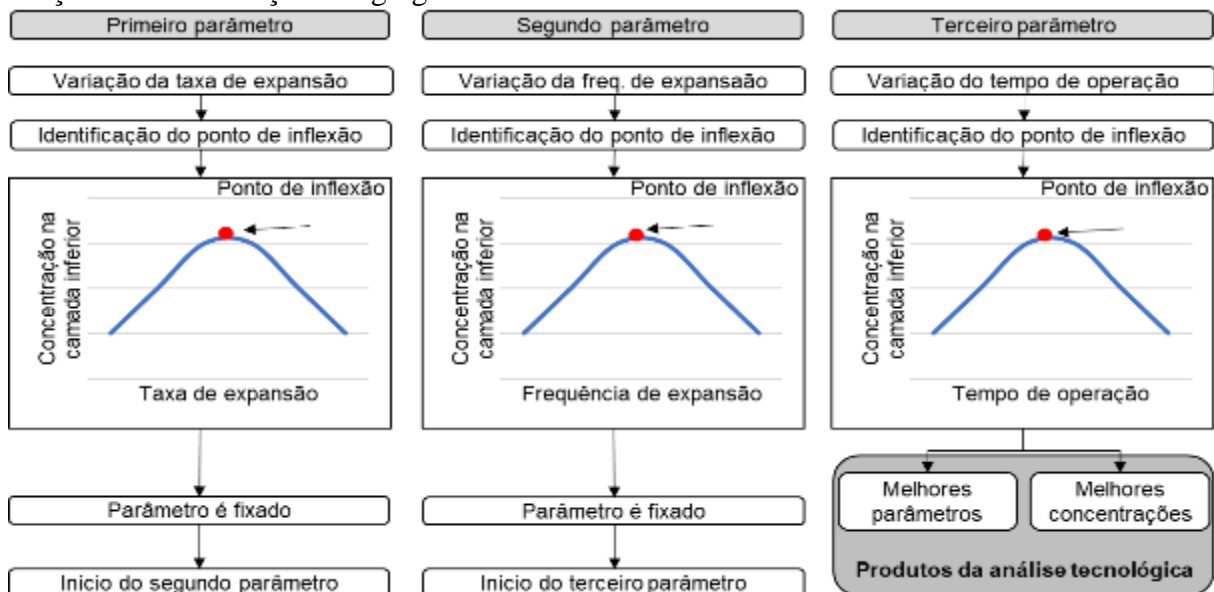 Primeiro parâmetro
Variação da taxa de expansão
Identificação do ponto de inflexão
Ponto de inflexão
Concentração na
camada inferior
Taxa de expansão
Parâmetro é fixado
Inicio do segundo parâmetro
Segundo parâmetro
Variação da freq. de expansaão
Identificação do ponto de inflexão
Ponto de inflexão
Concentração na
camada inferior
Frequência de expansão
Parâmetro é fixado
Inicio do terceiro parâmetro
Terceiro parâmetro
Variação do tempo de operação
Identificação do ponto de inflexão
Ponto de inflexão
Concentração na
camada inferior
Tempo de operação
Melhores
parâmetros
Melhores
concentrações
Produtos da análise tecnológica